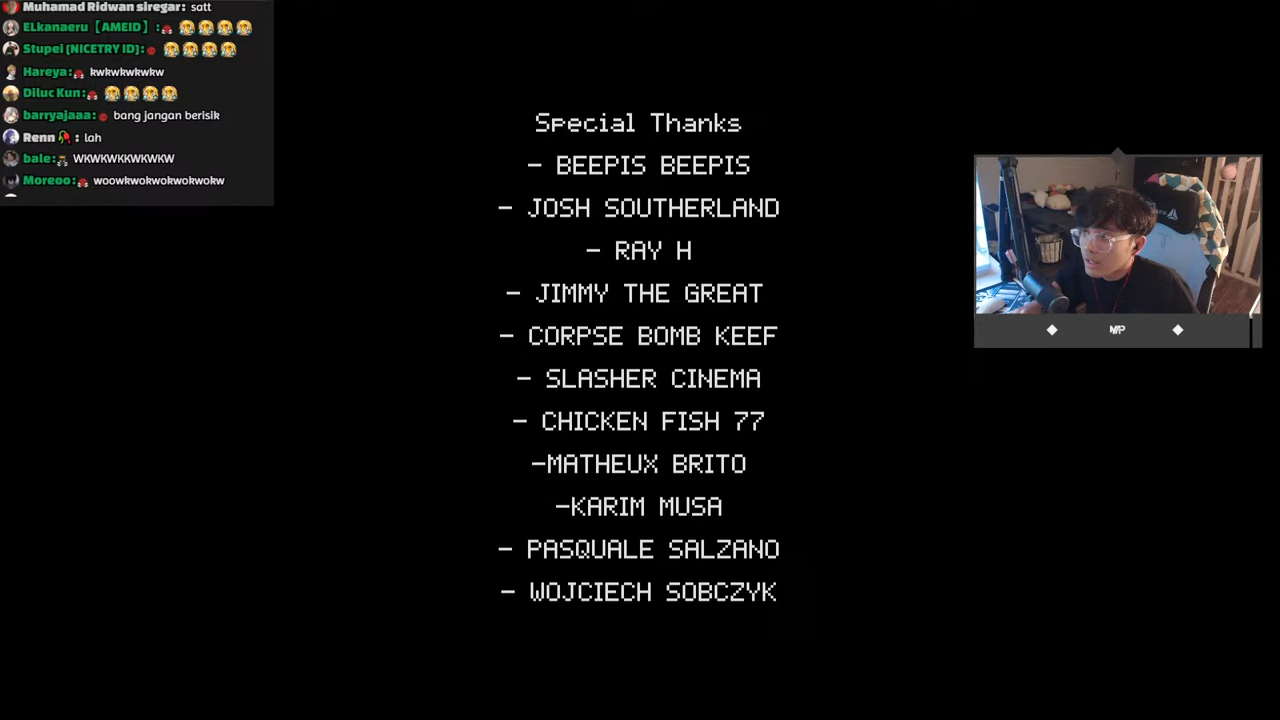 Muhamad Ridwan siregar: satt
ELkanaeru【AMEID】:
Stupei (NICETRY ID):
Hareya: kwkwkwkwkw
Diluc Kun:
barryajaaa: bang jangan berisik
Renn : lah
bale: WKWKWKKWKWKW
Moreoo: woowkwokwokwokwokw
Special Thanks
- BEEPIS BEEPIS
- JOSH SOUTHERLAND
- RAY H
- JIMMY THE GREAT
- CORPSE BOMB KEEF
- SLASHER CINEMA
- CHICKEN FISH 77
-MATHEUX BRITO
-KARIM MUSA
- PASQUALE SALZANO
- WOJCIECH SOBCZYK